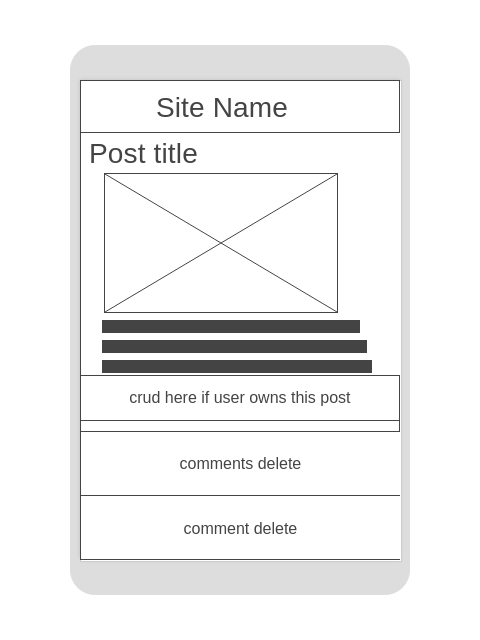 Site Name
Post title
crud here if user owns this post
comments delete
comment delete